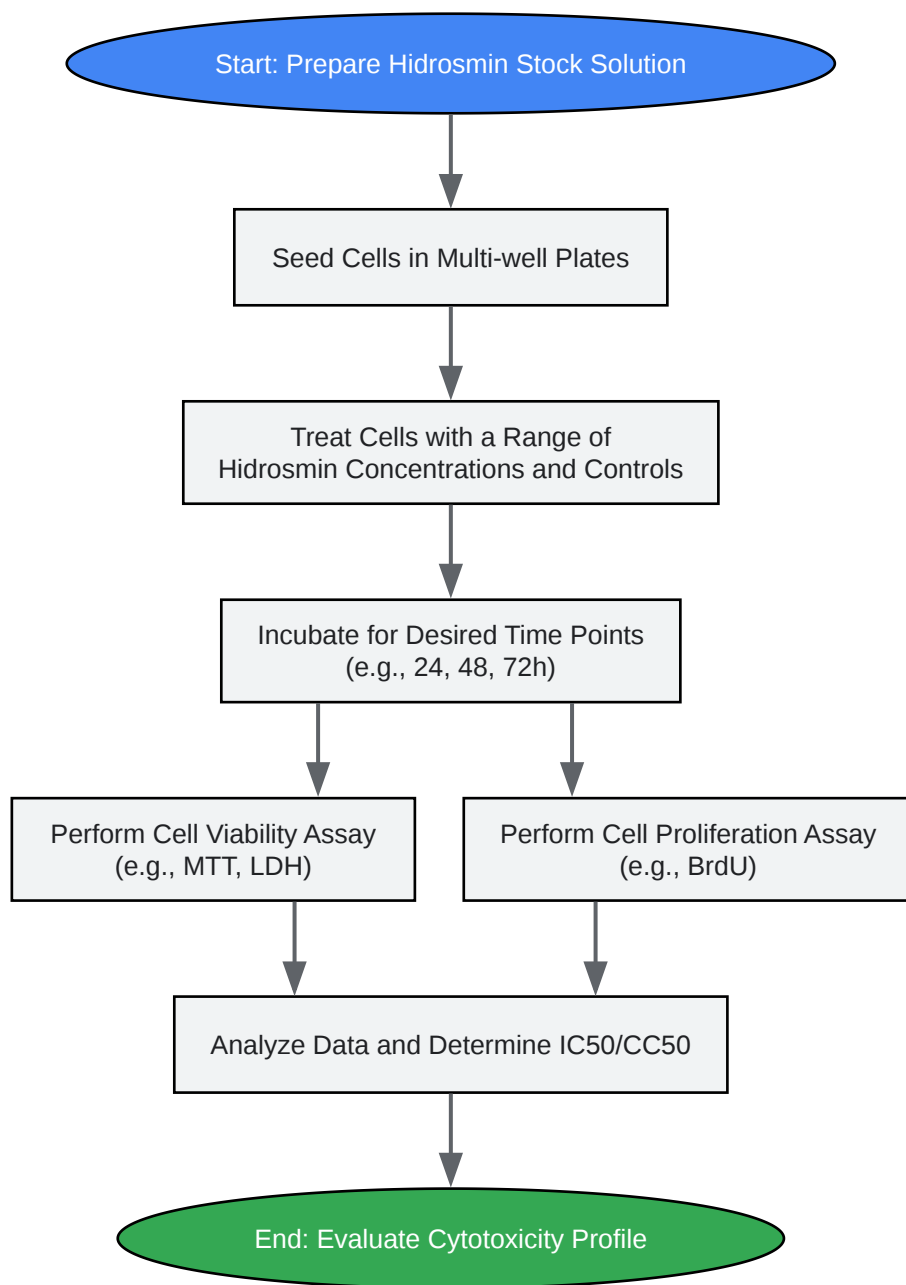 Start: Prepare Hidrosmin Stock Solution
Seed Cells in Multi-well Plates
Treat Cells with a Range of
Hidrosmin Concentrations and Controls
Incubate for Desired Time Points
(e.g., 24, 48, 72h)
Perform Cell Viability Assay
(e.g., MTT, LDH)
Perform Cell Proliferation Assay
(e.g., BrdU)
Analyze Data and Determine IC50/CC50
End: Evaluate Cytotoxicity Profile